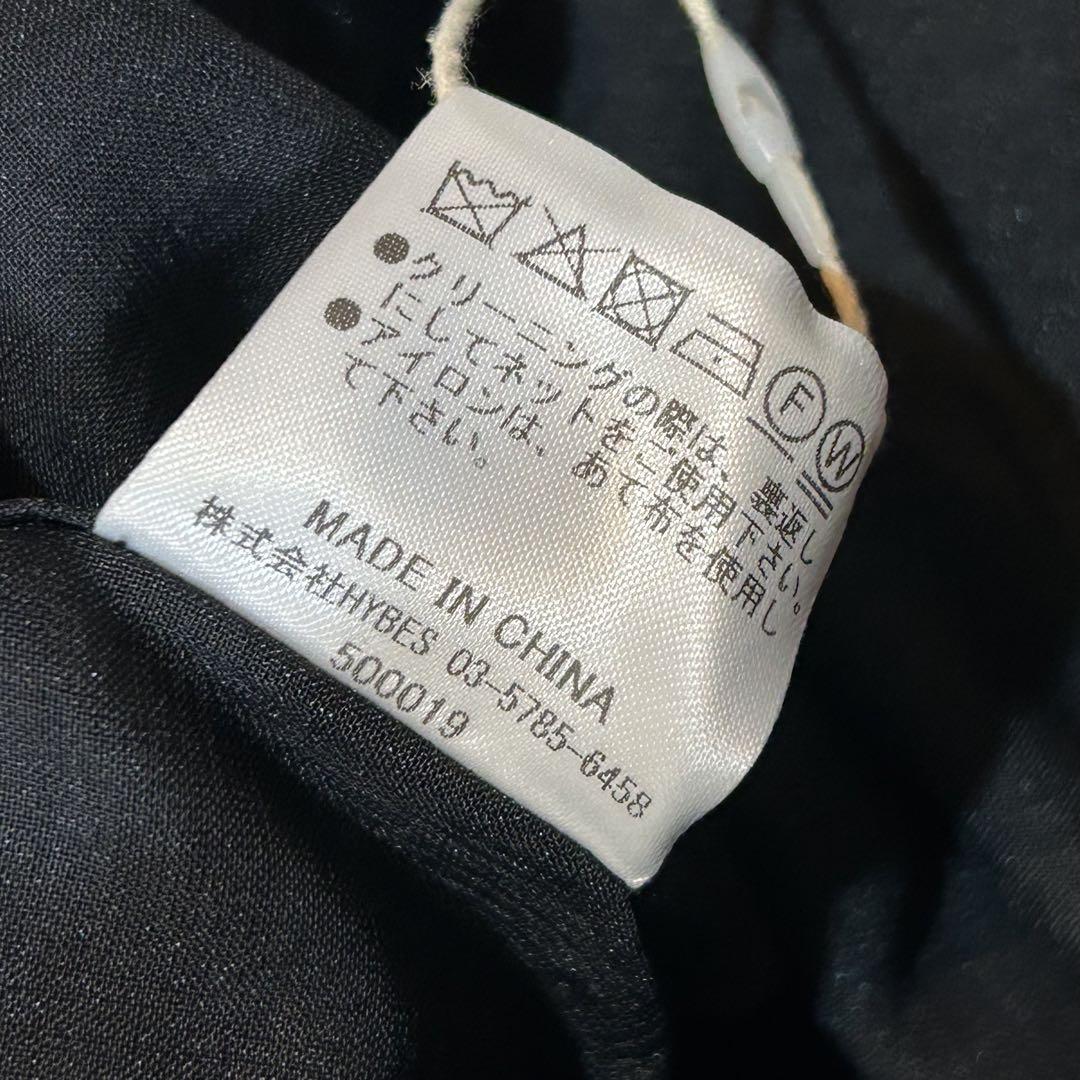 F W
●クリーニングの際は、裏返し
にしてネットをご使用下さい。
●アイロンは、あて布を使用し
て下さい。
MADE IN CHINA
株式会社HYBES 03-5785-6458
500019